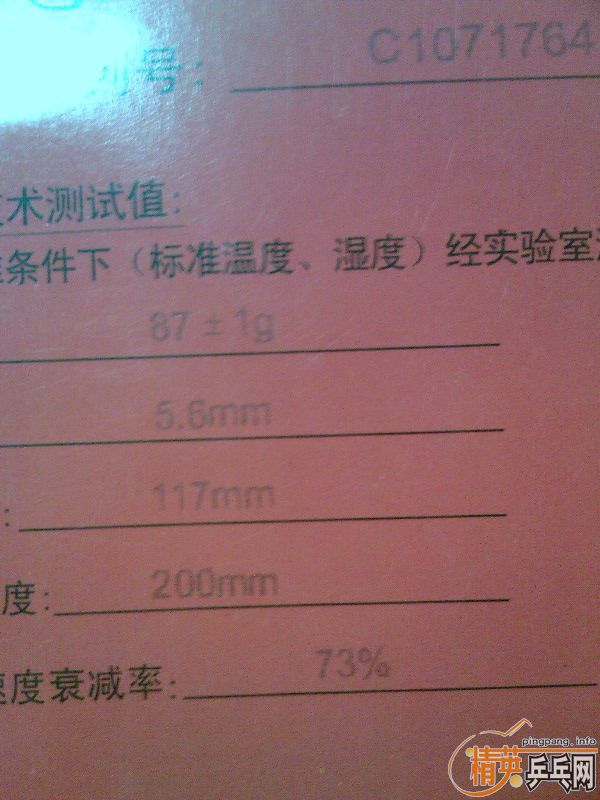 号: C1071764
术测试值:
条件下（标准温度、湿度）经实验室
87±1g
5.6mm
: 117mm
度: 200mm
速度衰减率: 73%
pingpang.info
精英乒乓网